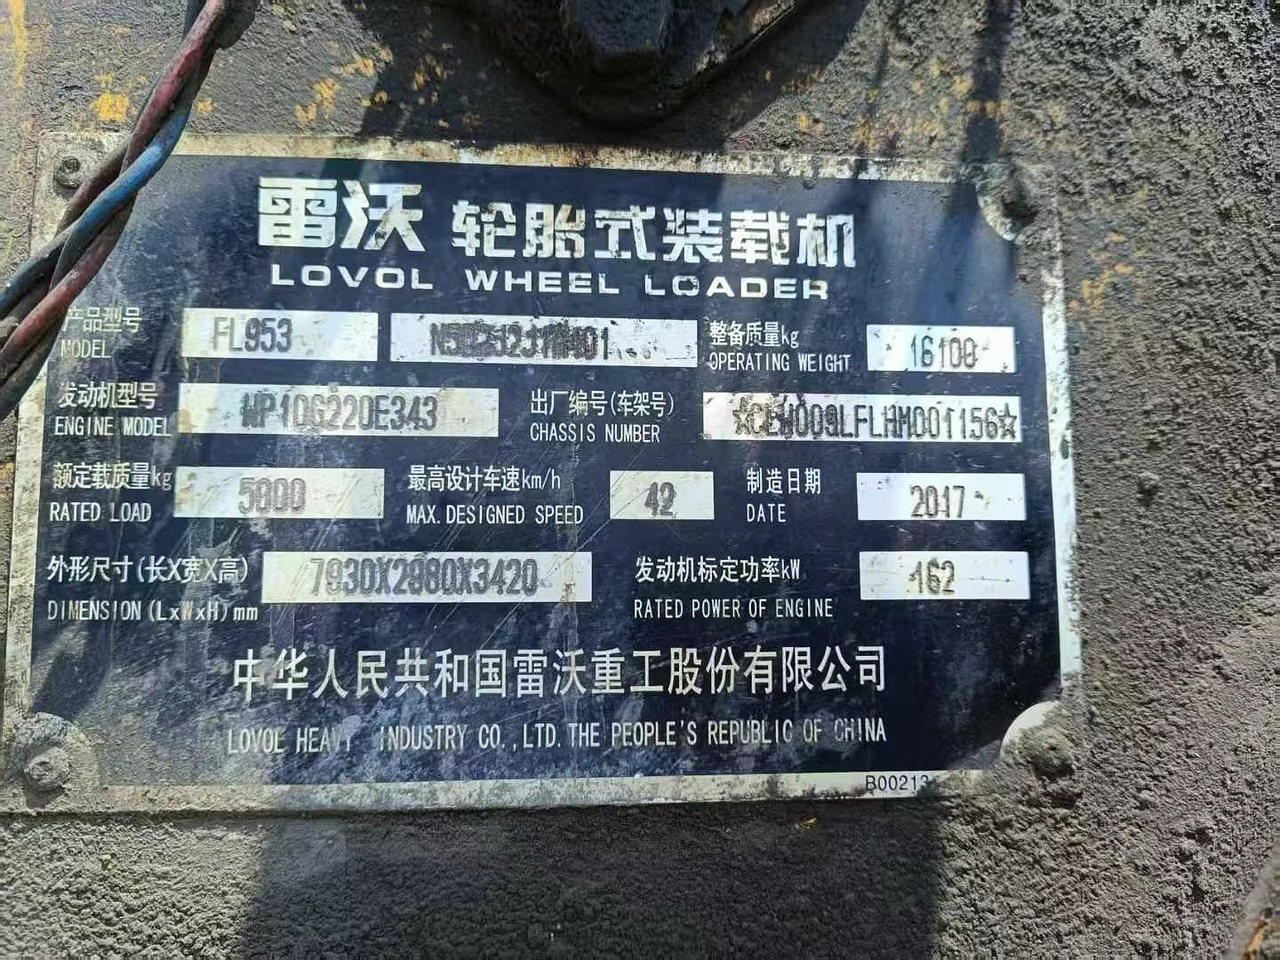 雷沃 轮胎式装载机
LOVOL WHEEL LOADER
产品型号 FL953 整备质量kg 16100
MODEL OPERATING WEIGHT
发动机型号 WP10G220E343 出厂编号(车架号)
ENGINE MODEL CHASSIS NUMBER
额定载质量kg 5000 最高设计车速km/h 42 制造日期 2017
RATED LOAD MAX.DESIGNED SPEED DATE
外形尺寸(长X宽X高) 7930X2980X3420 发动机标定功率kW 162
DIMENSION(LxWxH)mm RATED POWER OF ENGINE
中华人民共和国雷沃重工股份有限公司
LOVOL HEAVY INDUSTRY CO.,LTD.THE PEOPLE'S REPUBLIC OF CHINA
B00213